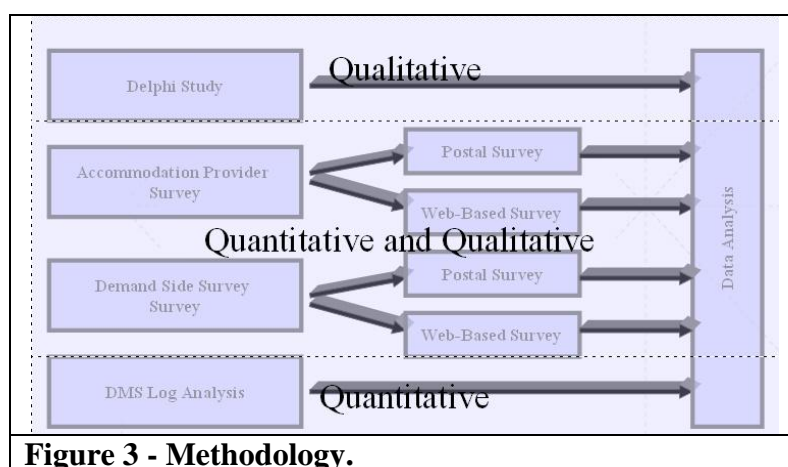 Qualitative
Delphi Study
Accommodation Provider
Survey
Postal Survey
Web-Based Survey
Quantitative and Qualitative
Demand Side Survey
Survey
Postal Survey
Web-Based Survey
DMS Log Analysis
Quantitative
Data Analysis
Figure 3 - Methodology.